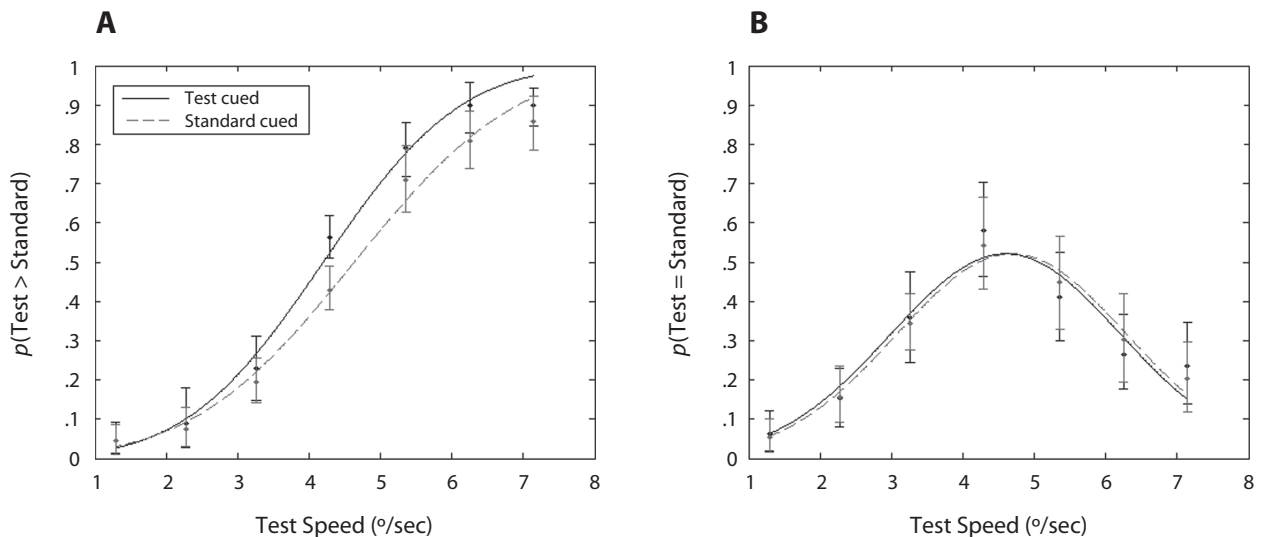 A
p(Test > Standard)
1
.9
.8
.7
.6
.5
.4
.3
.2
.1
0
Test cued
Standard cued
1 2 3 4 5 6 7 8
Test Speed (º/sec)
B
p(Test = Standard)
1
.9
.8
.7
.6
.5
.4
.3
.2
.1
0
1 2 3 4 5 6 7 8
Test Speed (º/sec)